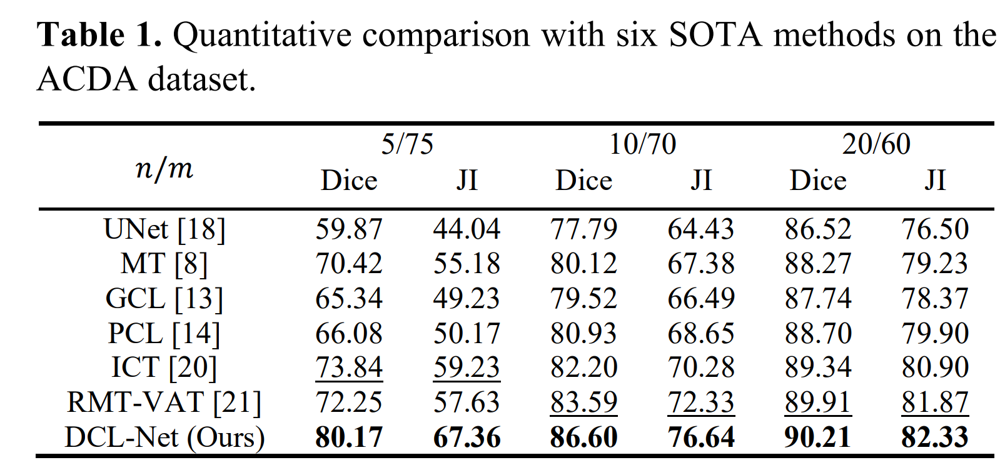 Table 1. Quantitative comparison with six SOTA methods on the
ACDA dataset.
n/m 5/75 10/70 20/60
Dice JI Dice JI Dice JI
UNet [18] 59.87 44.04 77.79 64.43 86.52 76.50
MT [8] 70.42 55.18 80.12 67.38 88.27 79.23
GCL [13] 65.34 49.23 79.52 66.49 87.74 78.37
PCL [14] 66.08 50.17 80.93 68.65 88.70 79.90
ICT [20] 73.84 59.23 82.20 70.28 89.34 80.90
RMT-VAT [21] 72.25 57.63 83.59 72.33 89.91 81.87
DCL-Net (Ours) 80.17 67.36 86.60 76.64 90.21 82.33